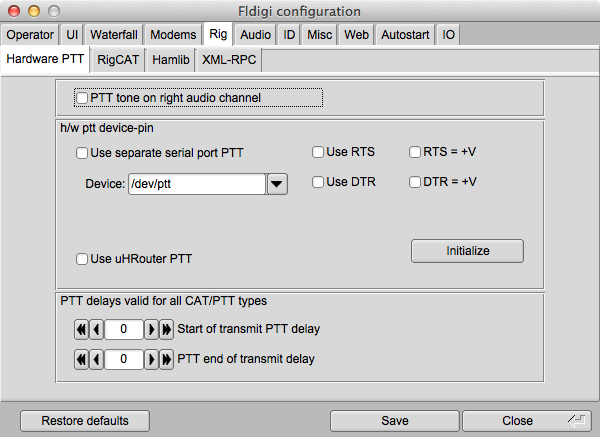 Fldigi configuration
Operator UI Waterfall Modems Rig Audio ID Misc Web Autostart IO
Hardware PTT RigCAT Hamlib XML-RPC
PTT tone on right audio channel
h/w ptt device-pin
Use separate serial port PTT Use RTS RTS = +V
Device: /dev/ptt Use DTR DTR = +V
Use uHRouter PTT Initialize
PTT delays valid for all CAT/PTT types
0 Start of transmit PTT delay
0 PTT end of transmit delay
Restore defaults Save Close